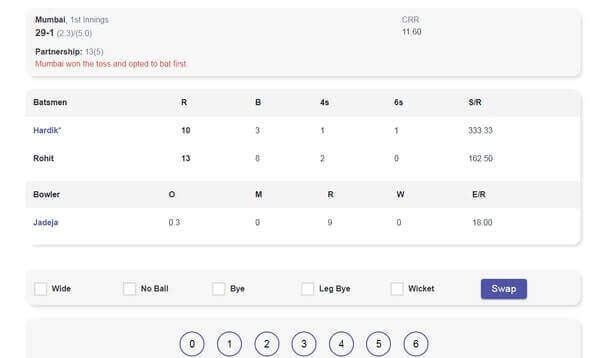 Mumbai, 1st Innings CRR
29-1 (2.3)/(5.0) 11.60
Partnership: 13(5)
Mumbai won the toss and opted to bat first
Batsmen R B 4s 6s S/R
Hardik* 10 3 1 1 333.33
Rohit 13 8 2 0 162.50
Bowler O M R W E/R
Jadeja 0.3 0 9 0 18.00
Wide No Ball Bye Leg Bye Wicket Swap
0 1 2 3 4 5 6